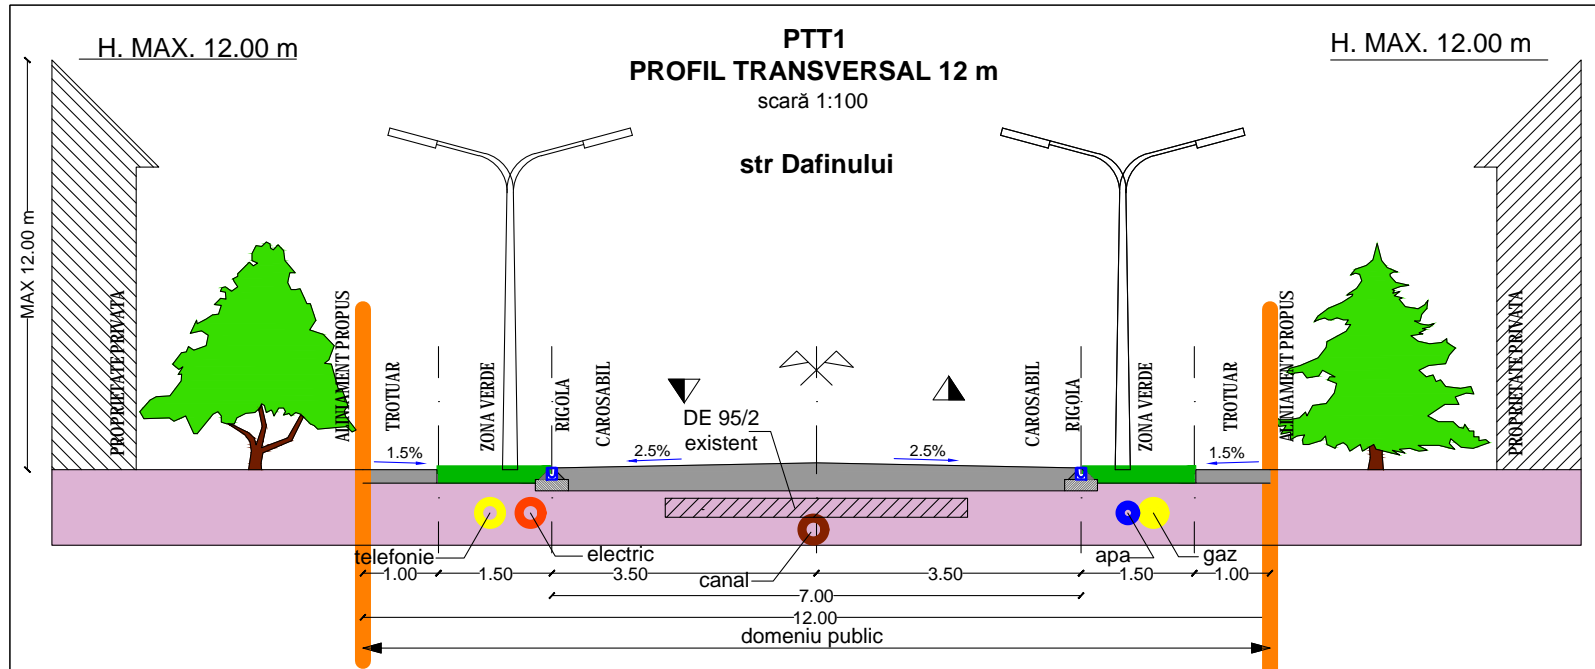 H. MAX. 12.00 m
PTT1
PROFIL TRANSVERSAL 12 m
scară 1:100
H. MAX. 12.00 m
str Dafinului
MAX 12.00 m
PROPRIETATE PRIVATA
ALINIAMENT PROPUS
TROTUAR
ZONA VERDE
RIGOLA
CAROSABIL
CAROSABIL
RIGOLA
ZONA VERDE
TROTUAR
ALINIAMENT PROPUS
PROPRIETATE PRIVATA
DE 95/2
existent
1.5%
2.5%
2.5%
1.5%
telefonie
electric
canal
apa
gaz
1.00
1.50
3.50
3.50
1.50
1.00
7.00
12.00
domeniu public